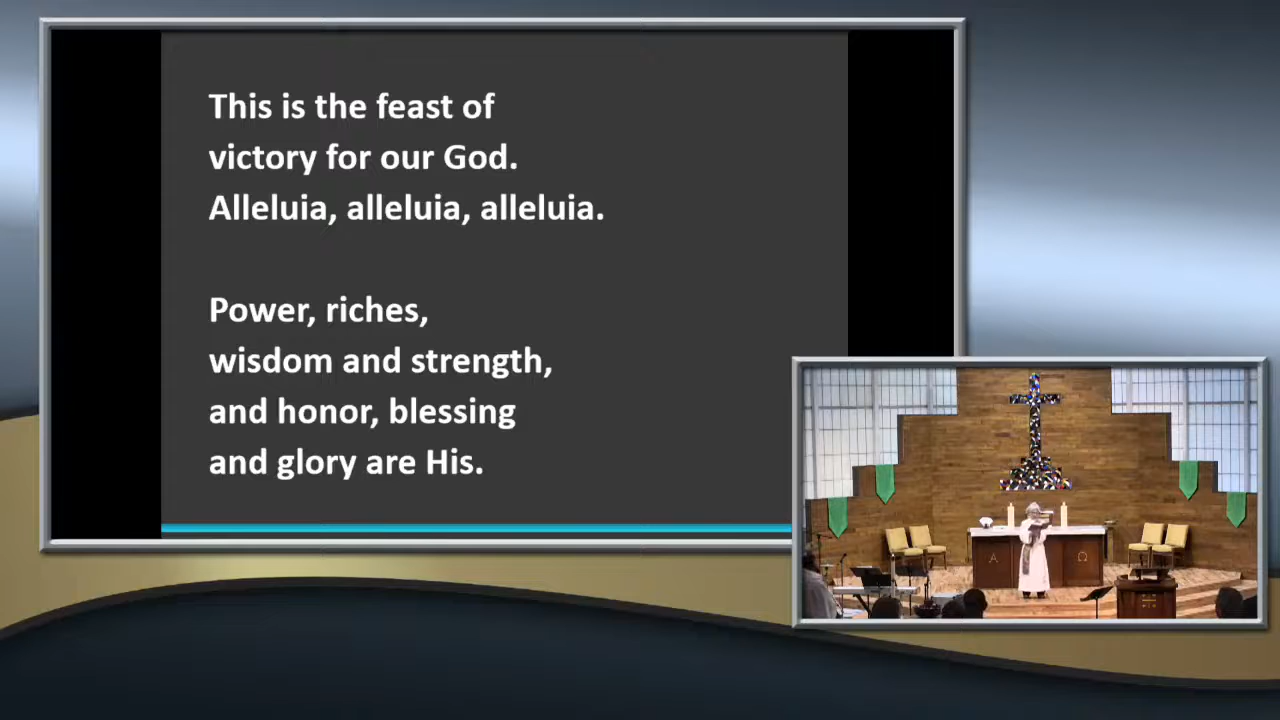 This is the feast of
victory for our God.
Alleluia, alleluia, alleluia.
Power, riches,
wisdom and strength,
and honor, blessing
and glory are His.
Α Ω